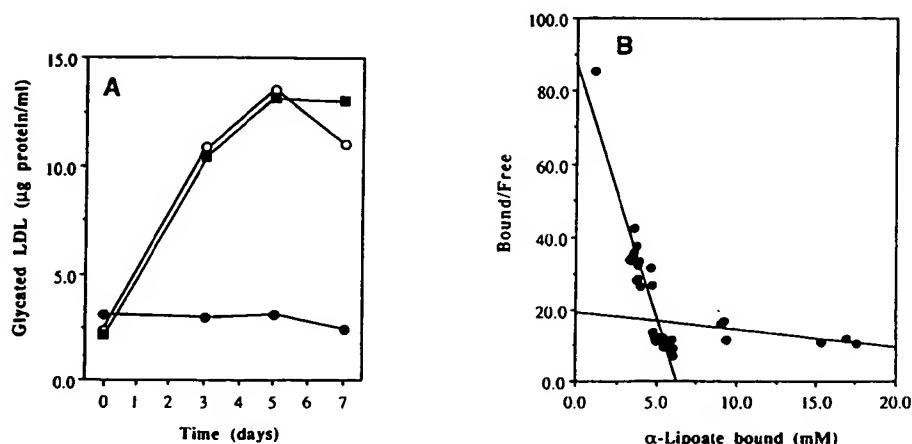 A
Glycated LDL (µg protein/ml)
15.0
10.0
5.0
0.0
0 1 2 3 4 5 6 7
Time (days)
B
Bound/Free
100.0
80.0
60.0
40.0
20.0
0.0
0.0 5.0 10.0 15.0 20.0
α-Lipoate bound (mM)